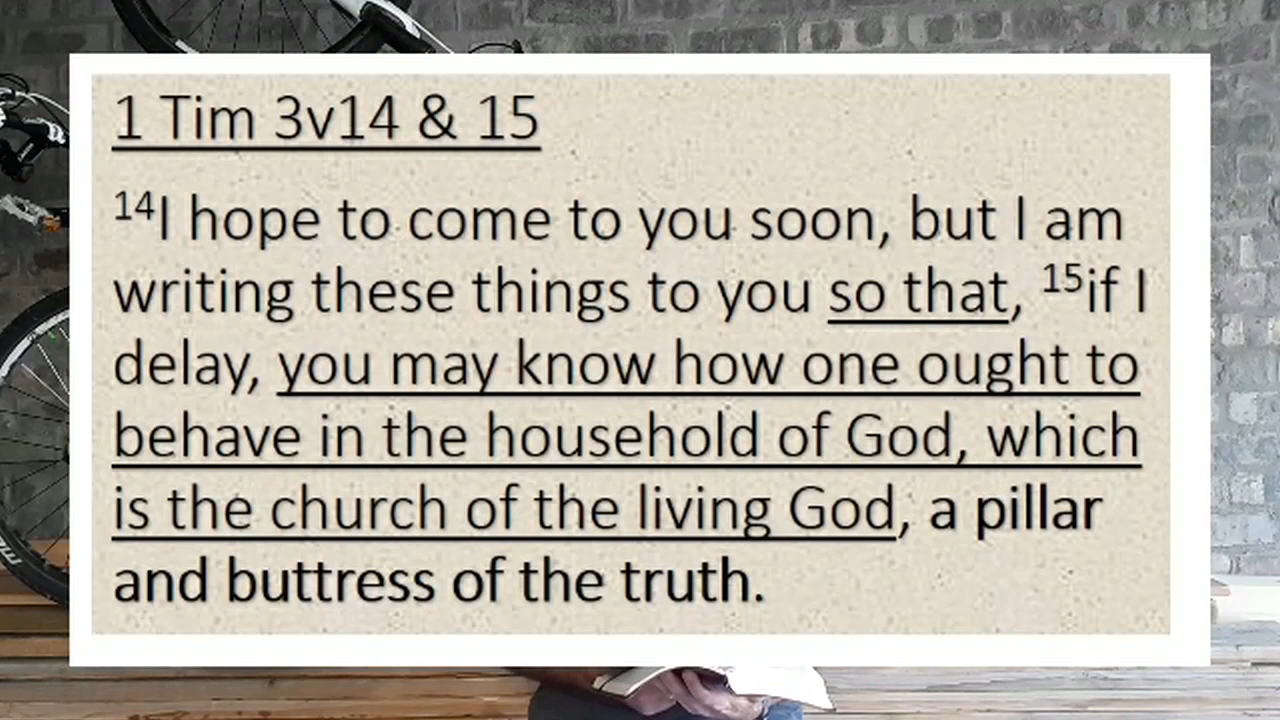 1 Tim 3v14 & 15
¹⁴I hope to come to you soon, but I am
writing these things to you so that, ¹⁵if I
delay, you may know how one ought to
behave in the household of God, which
is the church of the living God, a pillar
and buttress of the truth.